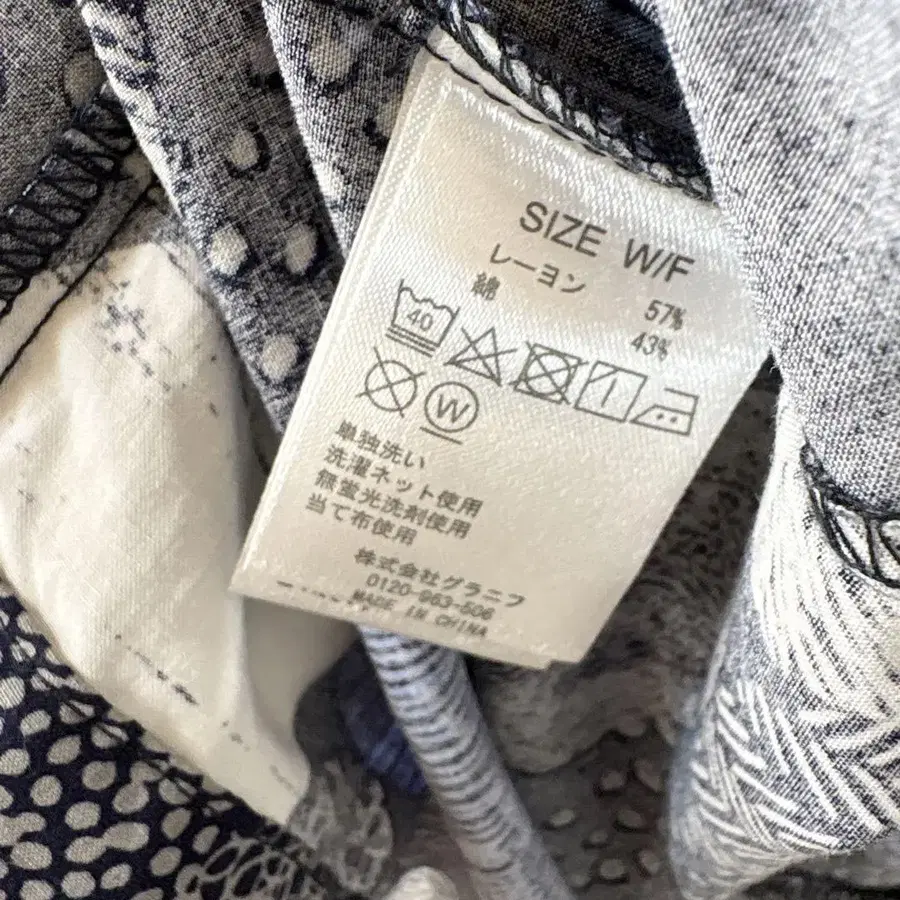 SIZE W/F
レーヨン 57%
綿 43%
40
W
単独洗い
洗濯ネット使用
無蛍光洗剤使用
当て布使用
株式会社グラニフ
0120-963-506
MADE IN CHINA